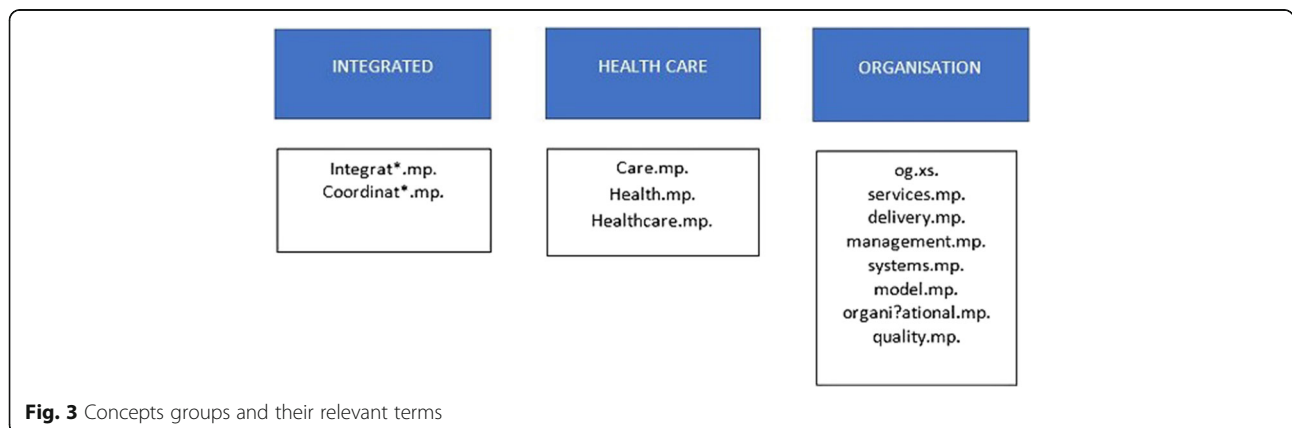 INTEGRATED
Integrat*.mp.
Coordinat*.mp.
HEALTH CARE
Care.mp.
Health.mp.
Healthcare.mp.
ORGANISATION
og.xs.
services.mp.
delivery.mp.
management.mp.
systems.mp.
model.mp.
organi?ational.mp.
quality.mp.
Fig. 3 Concepts groups and their relevant terms